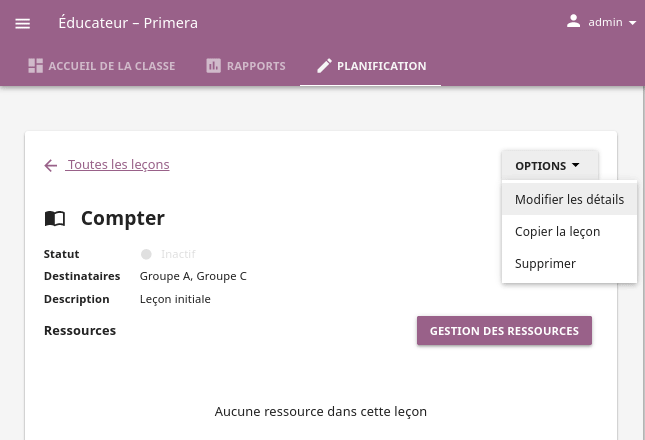 Éducateur – Primera
admin
ACCUEIL DE LA CLASSE
RAPPORTS
PLANIFICATION
Toutes les leçons
OPTIONS
Modifier les détails
Copier la leçon
Supprimer
Compter
Statut Inactif
Destinataires Groupe A, Groupe C
Description Leçon initiale
Ressources
GESTION DES RESSOURCES
Aucune ressource dans cette leçon